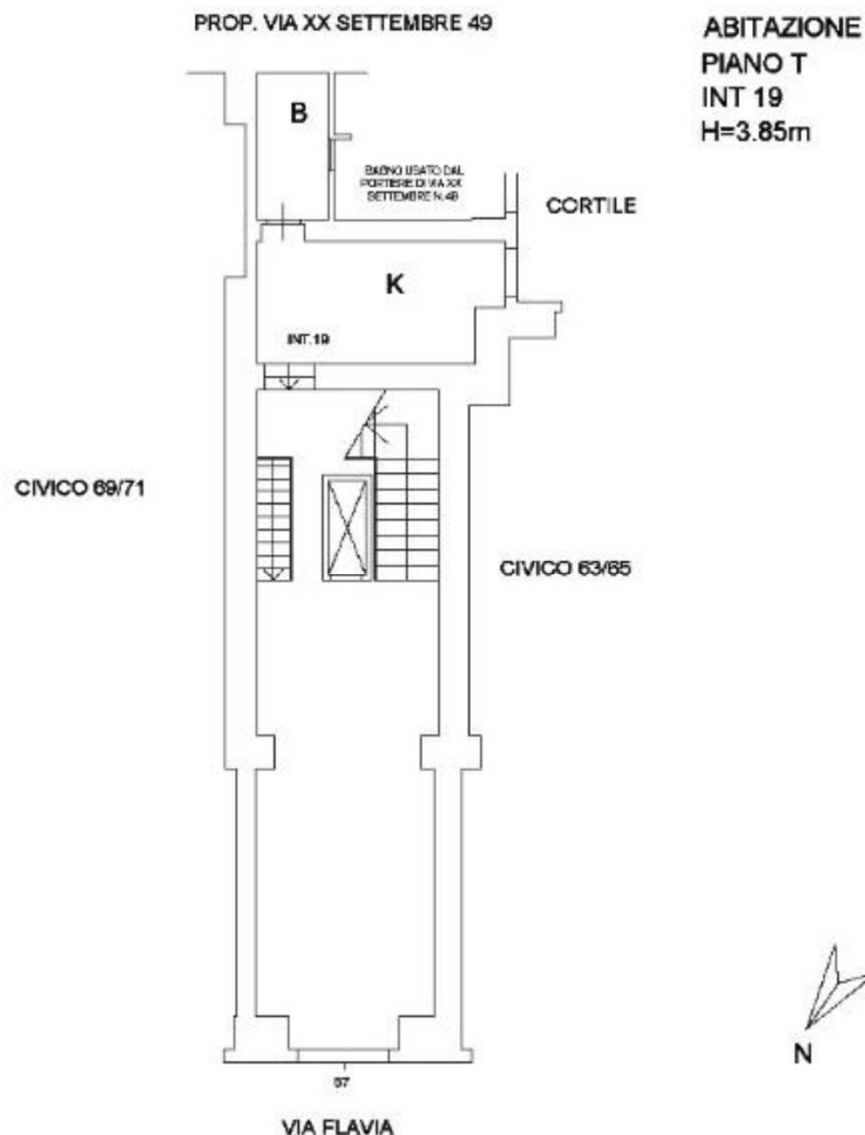 PROP. VIA XX SETTEMBRE 49
ABITAZIONE
PIANO T
INT 19
H=3.85m
B
BAGNO USATO DAL
PORTIERE DI VIA XX
SETTEMBRE N.49
CORTILE
K
INT.19
CIVICO 69/71
CIVICO 63/65
N
67
VIA FLAVIA